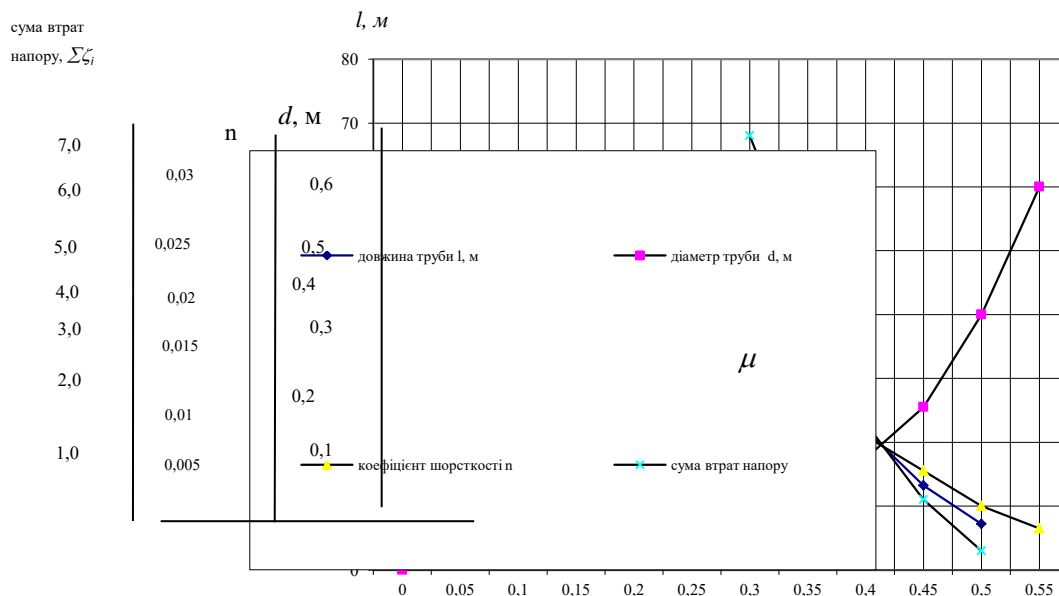 сума втрат
напору, Σζi
l, м
n
d, м
7,0
6,0
5,0
4,0
3,0
2,0
1,0
0,03
0,025
0,02
0,015
0,01
0,005
0,6
0,5
0,4
0,3
0,2
0,1
80
70
довжина труби l, м
діаметр труби d, м
μ
коефіцієнт шорсткості n
сума втрат напору
0
0 0,05 0,1 0,15 0,2 0,25 0,3 0,35 0,4 0,45 0,5 0,55